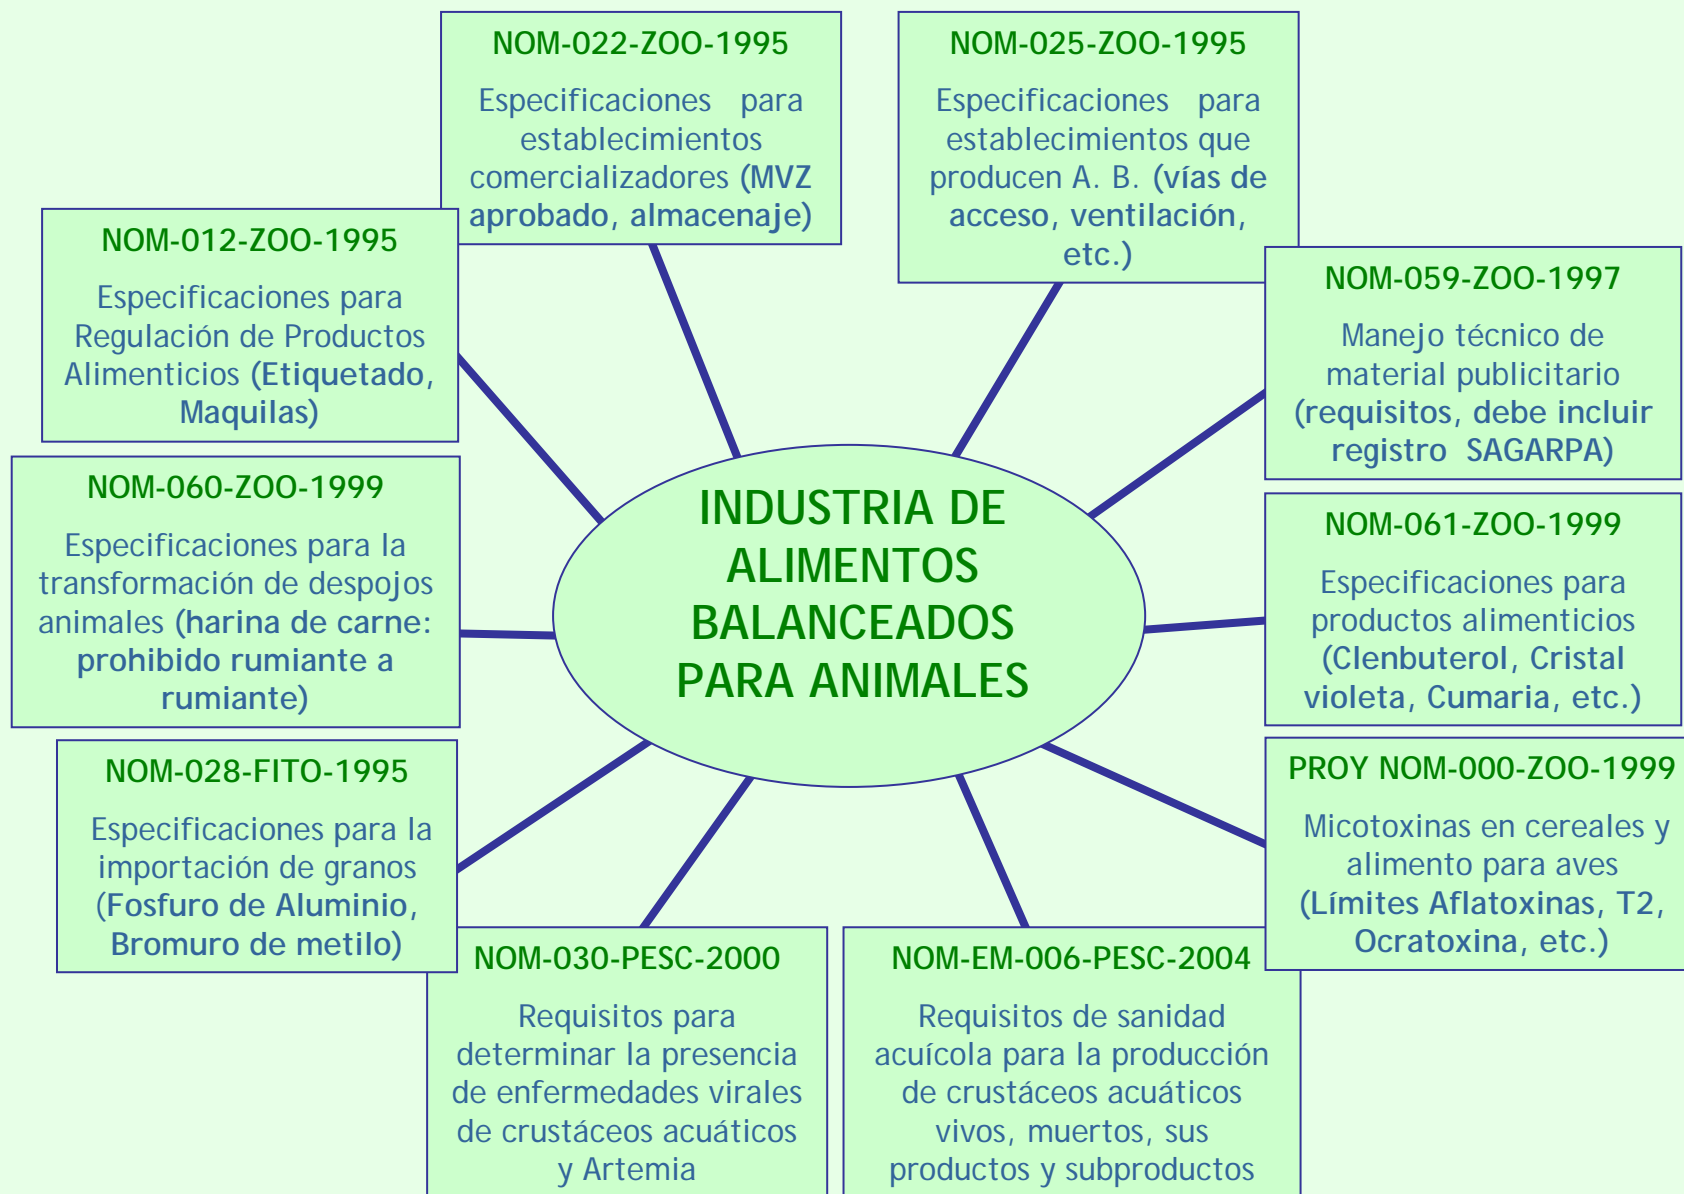 NOM-022-ZOO-1995
Especificaciones para
establecimientos
comercializadores (MVZ
aprobado, almacenaje)
NOM-025-ZOO-1995
Especificaciones para
establecimientos que
producen A. B. (vías de
acceso, ventilación,
etc.)
NOM-012-ZOO-1995
Especificaciones para
Regulación de Productos
Alimenticios (Etiquetado,
Maquilas)
NOM-059-ZOO-1997
Manejo técnico de
material publicitario
(requisitos, debe incluir
registro SAGARPA)
NOM-060-ZOO-1999
Especificaciones para la
transformación de despojos
animales (harina de carne:
prohibido rumiante a
rumiante)
INDUSTRIA DE
ALIMENTOS
BALANCEADOS
PARA ANIMALES
NOM-061-ZOO-1999
Especificaciones para
productos alimenticios
(Clenbuterol, Cristal
violeta, Cumaria, etc.)
NOM-028-FITO-1995
Especificaciones para la
importación de granos
(Fosfuro de Aluminio,
Bromuro de metilo)
PROY NOM-000-ZOO-1999
Micotoxinas en cereales y
alimento para aves
(Límites Aflatoxinas, T2,
Ocratoxina, etc.)
NOM-030-PESC-2000
Requisitos para
determinar la presencia
de enfermedades virales
de crustáceos acuáticos
y Artemia
NOM-EM-006-PESC-2004
Requisitos de sanidad
acuícola para la producción
de crustáceos acuáticos
vivos, muertos, sus
productos y subproductos